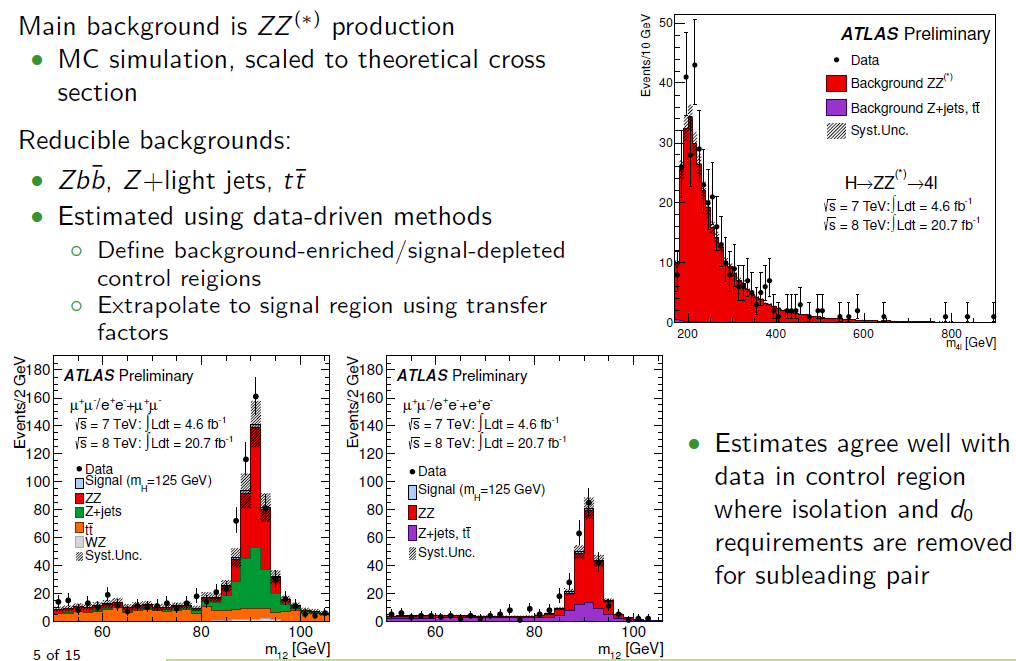 Main background is ZZ(*) production
• MC simulation, scaled to theoretical cross
section
Reducible backgrounds:
• Zbb̄, Z+light jets, tt̄
• Estimated using data-driven methods
○ Define background-enriched/signal-depleted
control reigions
○ Extrapolate to signal region using transfer
factors
Events/10 GeV
50
40
30
20
10
0
ATLAS Preliminary
Data
Background ZZ(*)
Background Z+jets, tt̄
Syst.Unc.
H→ZZ(*)→4l
√s = 7 TeV:∫Ldt = 4.6 fb-1
√s = 8 TeV:∫Ldt = 20.7 fb-1
200 400 600 800
m4l [GeV]
Events/2 GeV
180
160
140
120
100
80
60
40
20
0
ATLAS Preliminary
μ+μ-/e+e-+μ+μ-
√s = 7 TeV: ∫Ldt = 4.6 fb-1
√s = 8 TeV: ∫Ldt = 20.7 fb-1
Data
Signal (mH=125 GeV)
ZZ
Z+jets
tt̄
WZ
Syst.Unc.
60 80 100
m12 [GeV]
Events/2 GeV
180
160
140
120
100
80
60
40
20
0
ATLAS Preliminary
μ+μ-/e+e-+e+e-
√s = 7 TeV: ∫Ldt = 4.6 fb-1
√s = 8 TeV: ∫Ldt = 20.7 fb-1
Data
Signal (mH=125 GeV)
ZZ
Z+jets, tt̄
Syst.Unc.
60 80 100
m12 [GeV]
• Estimates agree well with
data in control region
where isolation and d0
requirements are removed
for subleading pair
5 of 15